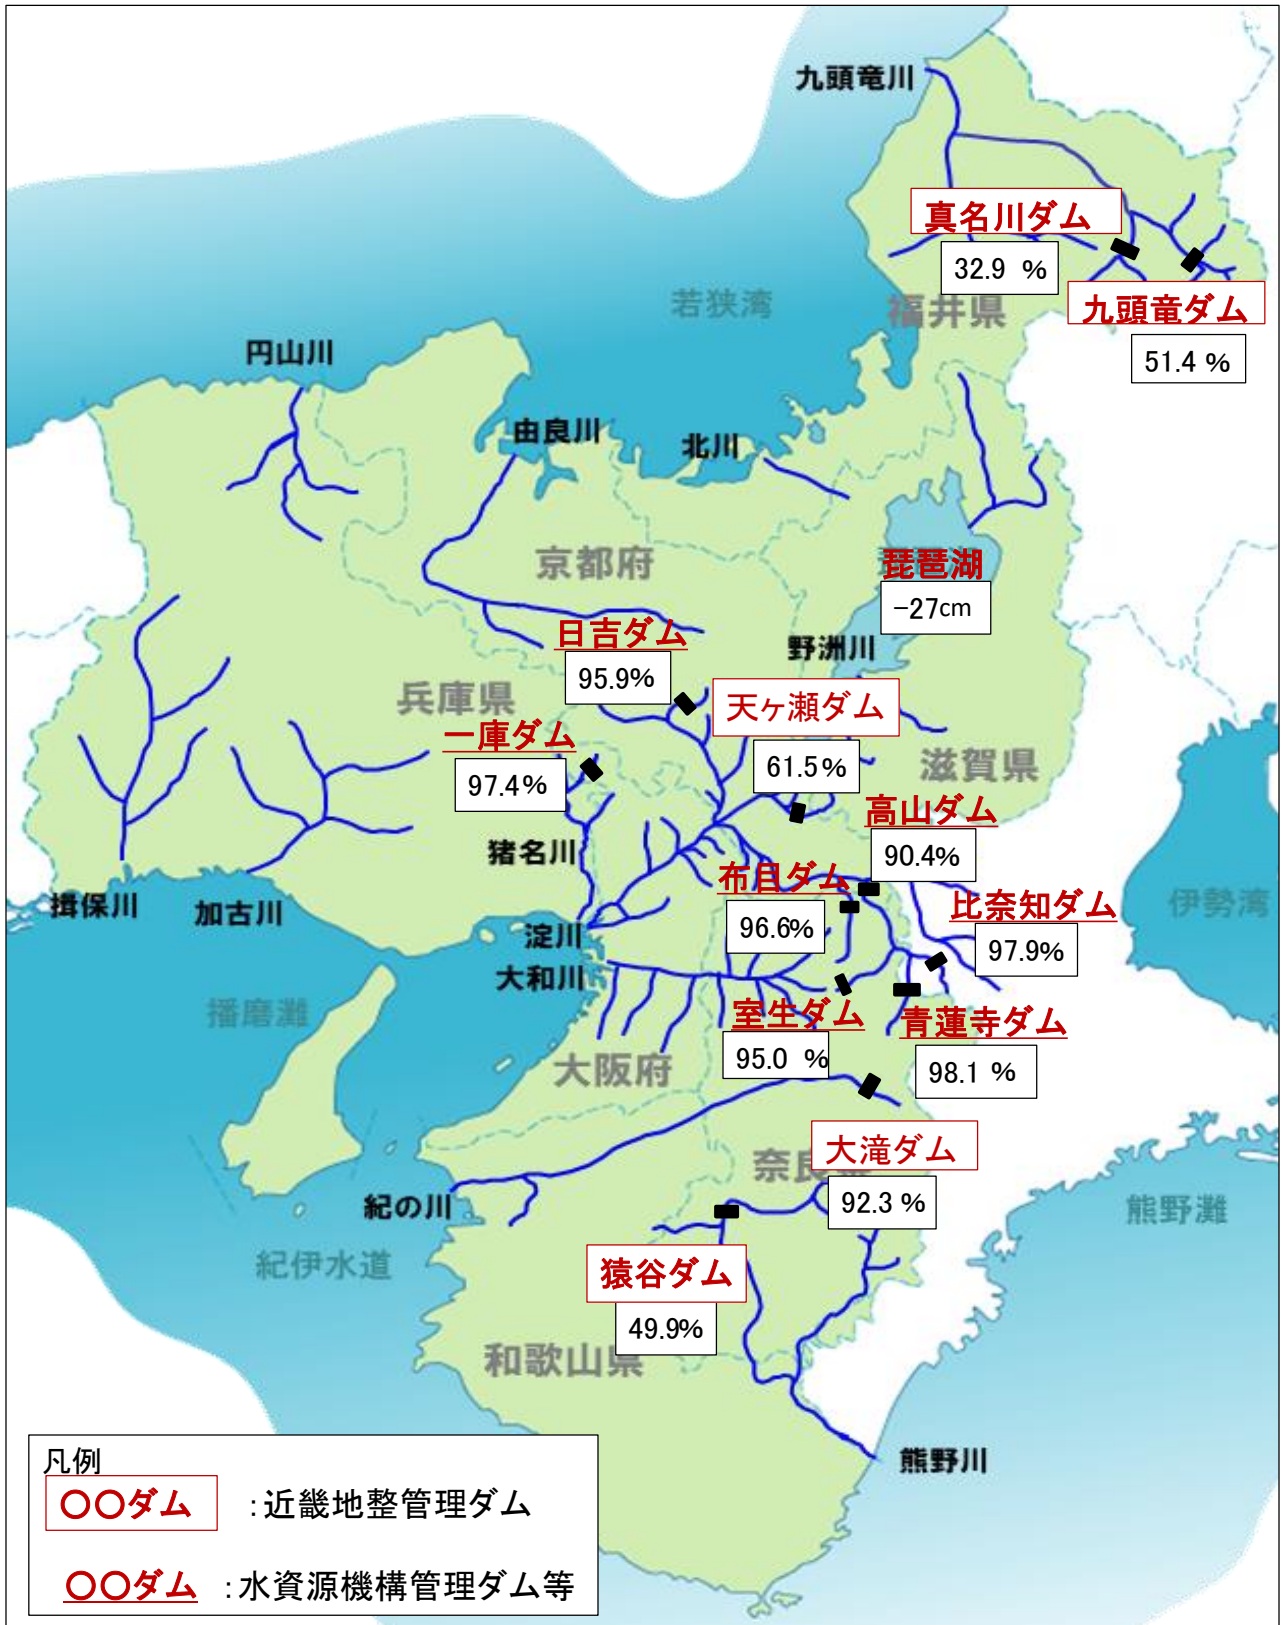 九頭竜川
真名川ダム
32.9 %
若狭湾
福井県
九頭竜ダム
51.4 %
円山川
由良川
北川
京都府
琵琶湖
-27cm
日吉ダム
95.9%
野洲川
兵庫県
天ヶ瀬ダム
61.5%
一庫ダム
97.4%
滋賀県
高山ダム
90.4%
猪名川
布目ダム
96.6%
揖保川
加古川
比奈知ダム
97.9%
伊勢湾
淀川
大和川
播磨灘
室生ダム
95.0 %
青蓮寺ダム
98.1 %
大阪府
大滝ダム
92.3 %
奈良県
紀の川
熊野灘
紀伊水道
猿谷ダム
49.9%
和歌山県
熊野川
凡例
〇〇ダム :近畿地整管理ダム
〇〇ダム :水資源機構管理ダム等